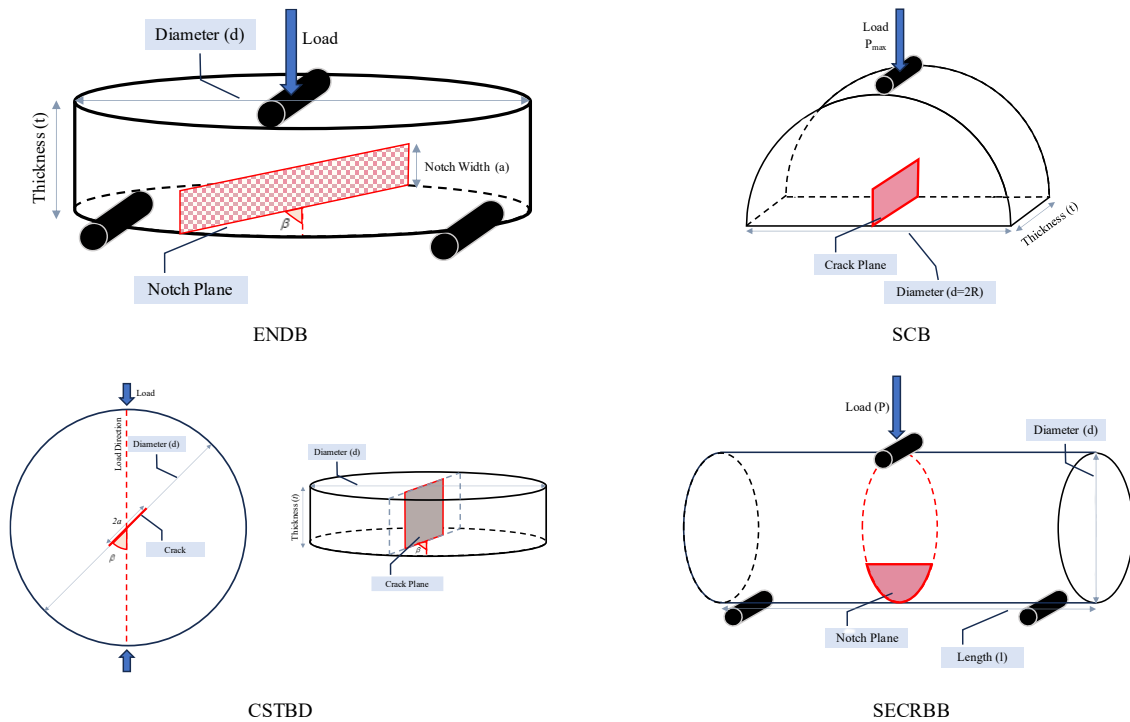 Diameter (d)
Load
Thickness (t)
Notch Width (a)
β
Notch Plane
ENDB
Load
Pmax
Thickness (t)
Crack Plane
Diameter (d=2R)
SCB
Load
Load Direction
Diameter (d)
2a
β
Crack
Diameter (d)
Thickness (t)
β
Crack Plane
CSTBD
Load (P)
Diameter (d)
Notch Plane
Length (l)
SECRBB